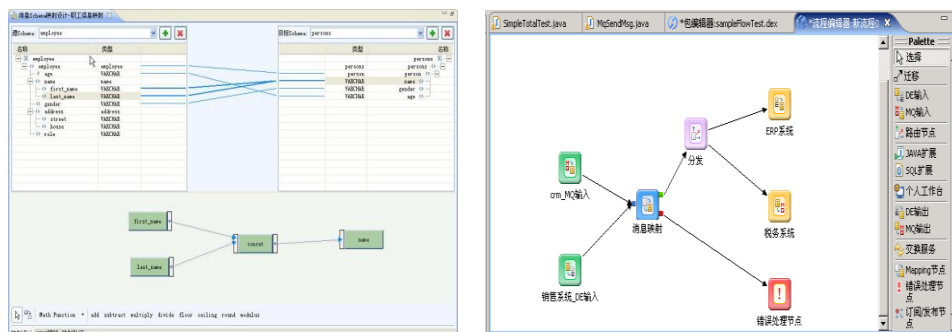 消息Schema映射设计-职工信息映射
源Schema: employee
目标Schema: persons
名称 类型
类型 名称
employee
employee employee
age VARCHAR
name name
first_name VARCHAR
last_name VARCHAR
gender VARCHAR
address address
street VARCHAR
house VARCHAR
role VARCHAR
persons
persons persons
person person
VARCHAR name
VARCHAR gender
VARCHAR age
first_name
last_name
concat
name
Math Function add subtract multiply divide floor ceiling round modulus
SimpleTotalTest.java MqSendMsg.java *包编辑器:sampleFlowTest.dex *流程编辑器:新流程0 X
crm_MQ输入
销售系统_DE输入
消息映射
分发
ERP系统
税务系统
错误处理节点
Palette
选择
迁移
DE输入
MQ输入
路由节点
JAVA扩展
SQL扩展
个人工作台
DE输出
MQ输出
交换服务
Mapping节点
错误处理节
点
订阅发布节
点